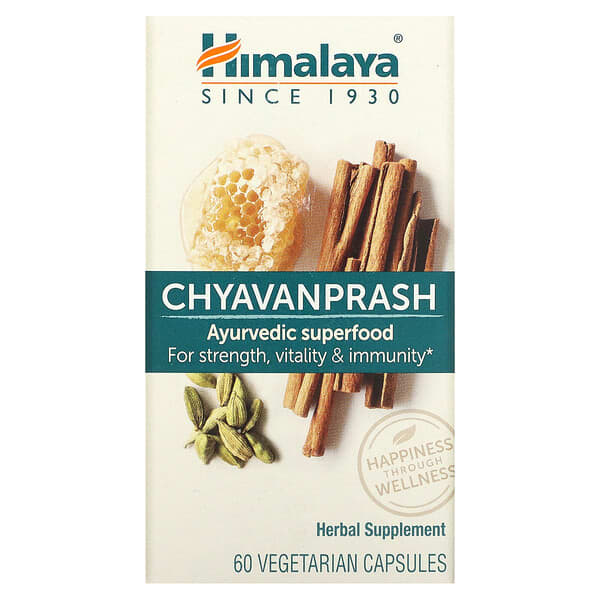 Himalaya®
SINCE 1930
CHYAVANPRASH
Ayurvedic superfood
For strength, vitality & immunity*
HAPPINESS
THROUGH
WELLNESS
Herbal Supplement
60 VEGETARIAN CAPSULES